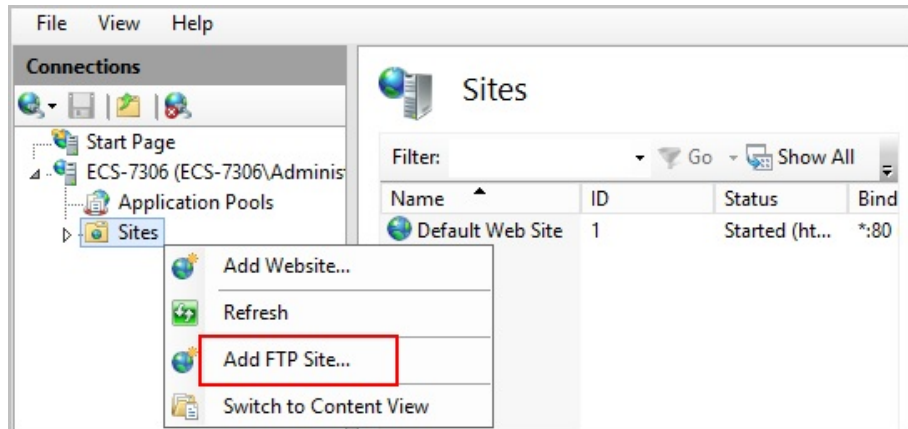 File View Help
Connections
Start Page
ECS-7306 (ECS-7306\Adminis
Application Pools
Sites
Add Website...
Refresh
Add FTP Site...
Switch to Content View
Sites
Filter: Go Show All
Name ID Status Bind
Default Web Site 1 Started (ht... *:80